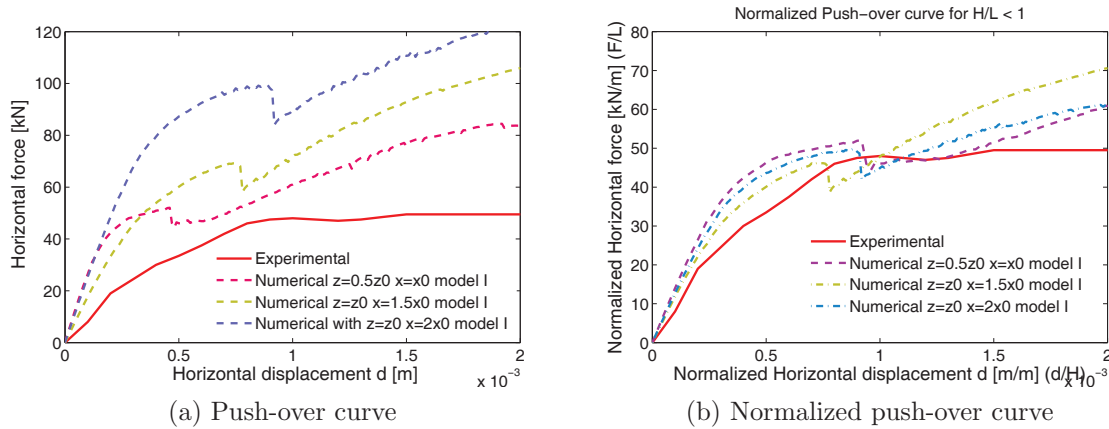 120
100
80
60
40
20
0
Horizontal force [kN]
0 0.5 1 1.5 2
x 10⁻³
Horizontal displacement d [m]
Experimental
Numerical z=0.5z0 x=x0 model I
Numerical z=z0 x=1.5x0 model I
Numerical with z=z0 x=2x0 model I
(a) Push-over curve
Normalized Push−over curve for H/L < 1
80
70
60
50
40
30
20
10
0
Normalized Horizontal force [kN/m] (F/L)
0 0.5 1 1.5 2
x 10⁻³
Normalized Horizontal displacement d [m/m] (d/H)
Experimental
Numerical z=0.5z0 x=x0 model I
Numerical z=z0 x=1.5x0 model I
Numerical z=z0 x=2x0 model I
(b) Normalized push-over curve